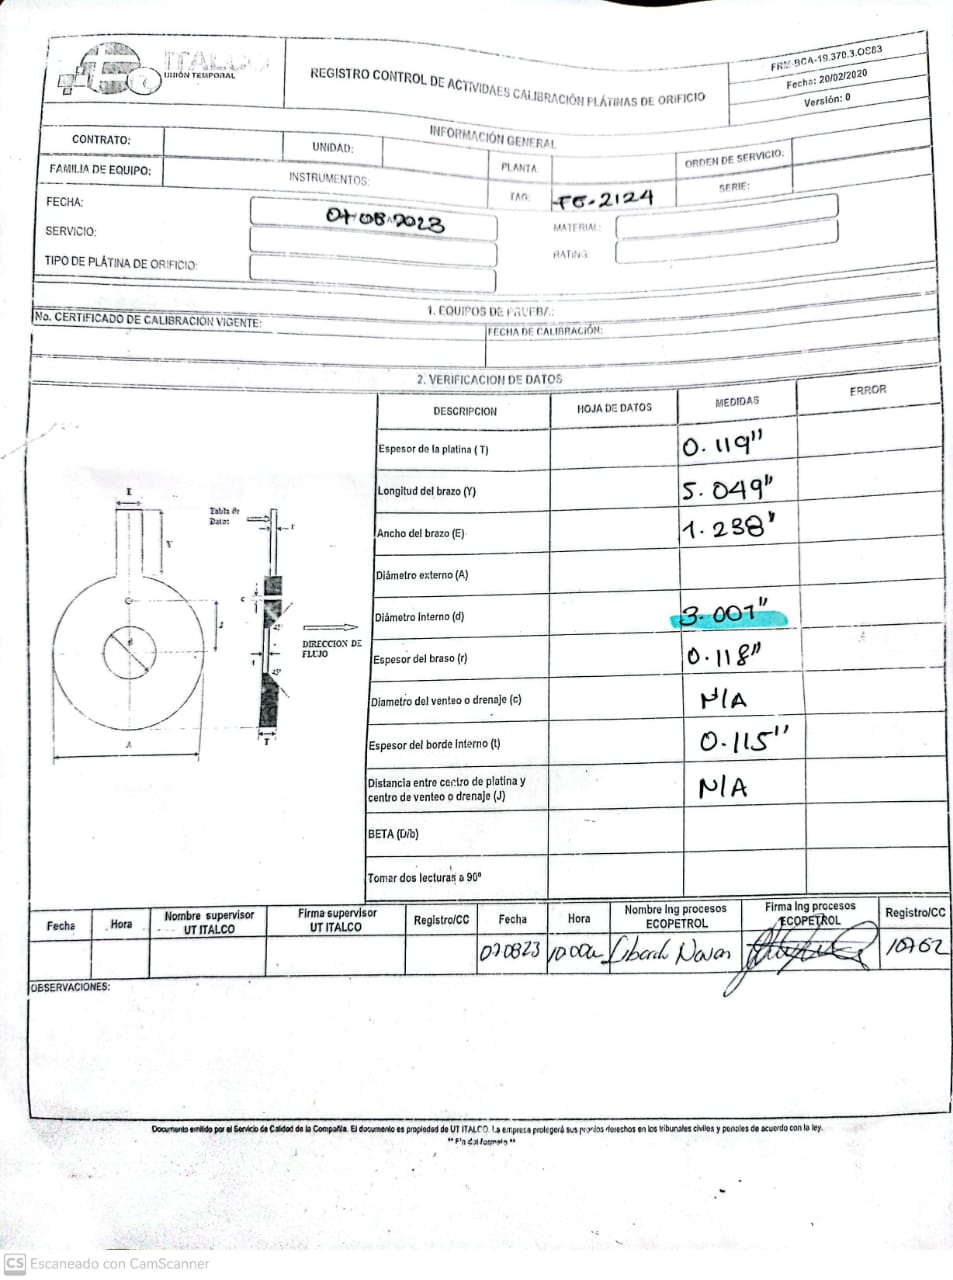 ITALCO
UNIÓN TEMPORAL
REGISTRO CONTROL DE ACTIVIDAES CALIBRACIÓN PLÁTINAS DE ORIFICIO
FRM-BCA-19.370.3.OS83
Fecha: 20/02/2020
Versión: 0
INFORMACIÓN GENERAL
CONTRATO:
UNIDAD:
PLANTA
ORDEN DE SERVICIO:
FAMILIA DE EQUIPO:
INSTRUMENTOS:
TAG:
SERIE:
FECHA:
07-08-2023
MATERIAL:
SERVICIO:
RATING
TIPO DE PLÁTINA DE ORIFICIO:
1. EQUIPOS DE PRUEBA:
No. CERTIFICADO DE CALIBRACIÓN VIGENTE:
FECHA DE CALIBRACIÓN:
2. VERIFICACION DE DATOS
DESCRIPCION HOJA DE DATOS MEDIDAS ERROR
Espesor de la platina ( T) 0.119"
Longitud del brazo (Y) 5.049"
Ancho del brazo (E) 1.238"
Diámetro externo (A)
Diámetro Interno (d) 3.007"
Espesor del braso (r) 0.118"
Diametro del venteo o drenaje (c) N/A
Espesor del borde Interno (t) 0.115"
Distancia entre centro de platina y
centro de venteo o drenaje (J) N/A
BETA (D/b)
Tomar dos lecturas a 90º
E
Y
Tabla de
Datos
r
c
J
d
45°
DIRECCION DE
FLUJO
t
45°
A
T
Fecha Hora Nombre supervisor UT ITALCO Firma supervisor UT ITALCO Registro/CC Fecha Hora Nombre Ing procesos ECOPETROL Firma Ing procesos ECOPETROL Registro/CC
070823
OBSERVACIONES:
Documento emitido por el Servicio de Calidad de la Compañía. El documento es propiedad de UT ITALCO. La empresa protegerá sus propios derechos en los tribunales civiles y penales de acuerdo con la ley.
** Fin del formato **
CS Escaneado con CamScanner